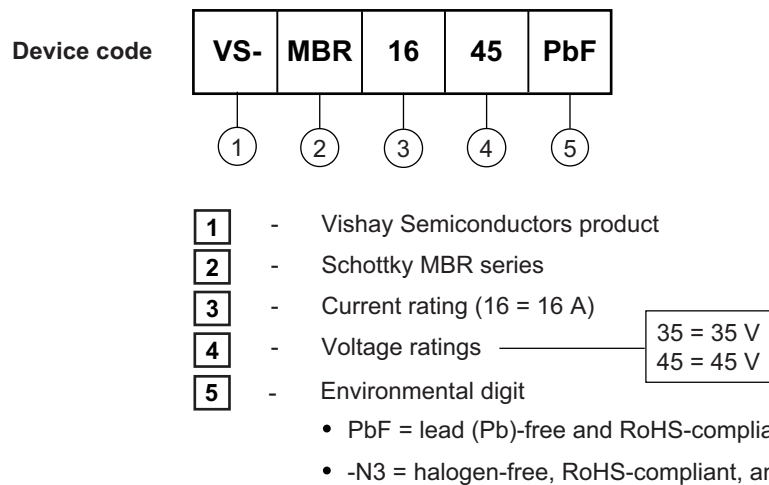 Device code VS- MBR 16 45 PbF
1 2 3 4 5
1 - Vishay Semiconductors product
2 - Schottky MBR series
3 - Current rating (16 = 16 A)
4 - Voltage ratings
35 = 35 V
45 = 45 V
5 - Environmental digit
• PbF = lead (Pb)-free and RoHS-complia
• -N3 = halogen-free, RoHS-compliant, a